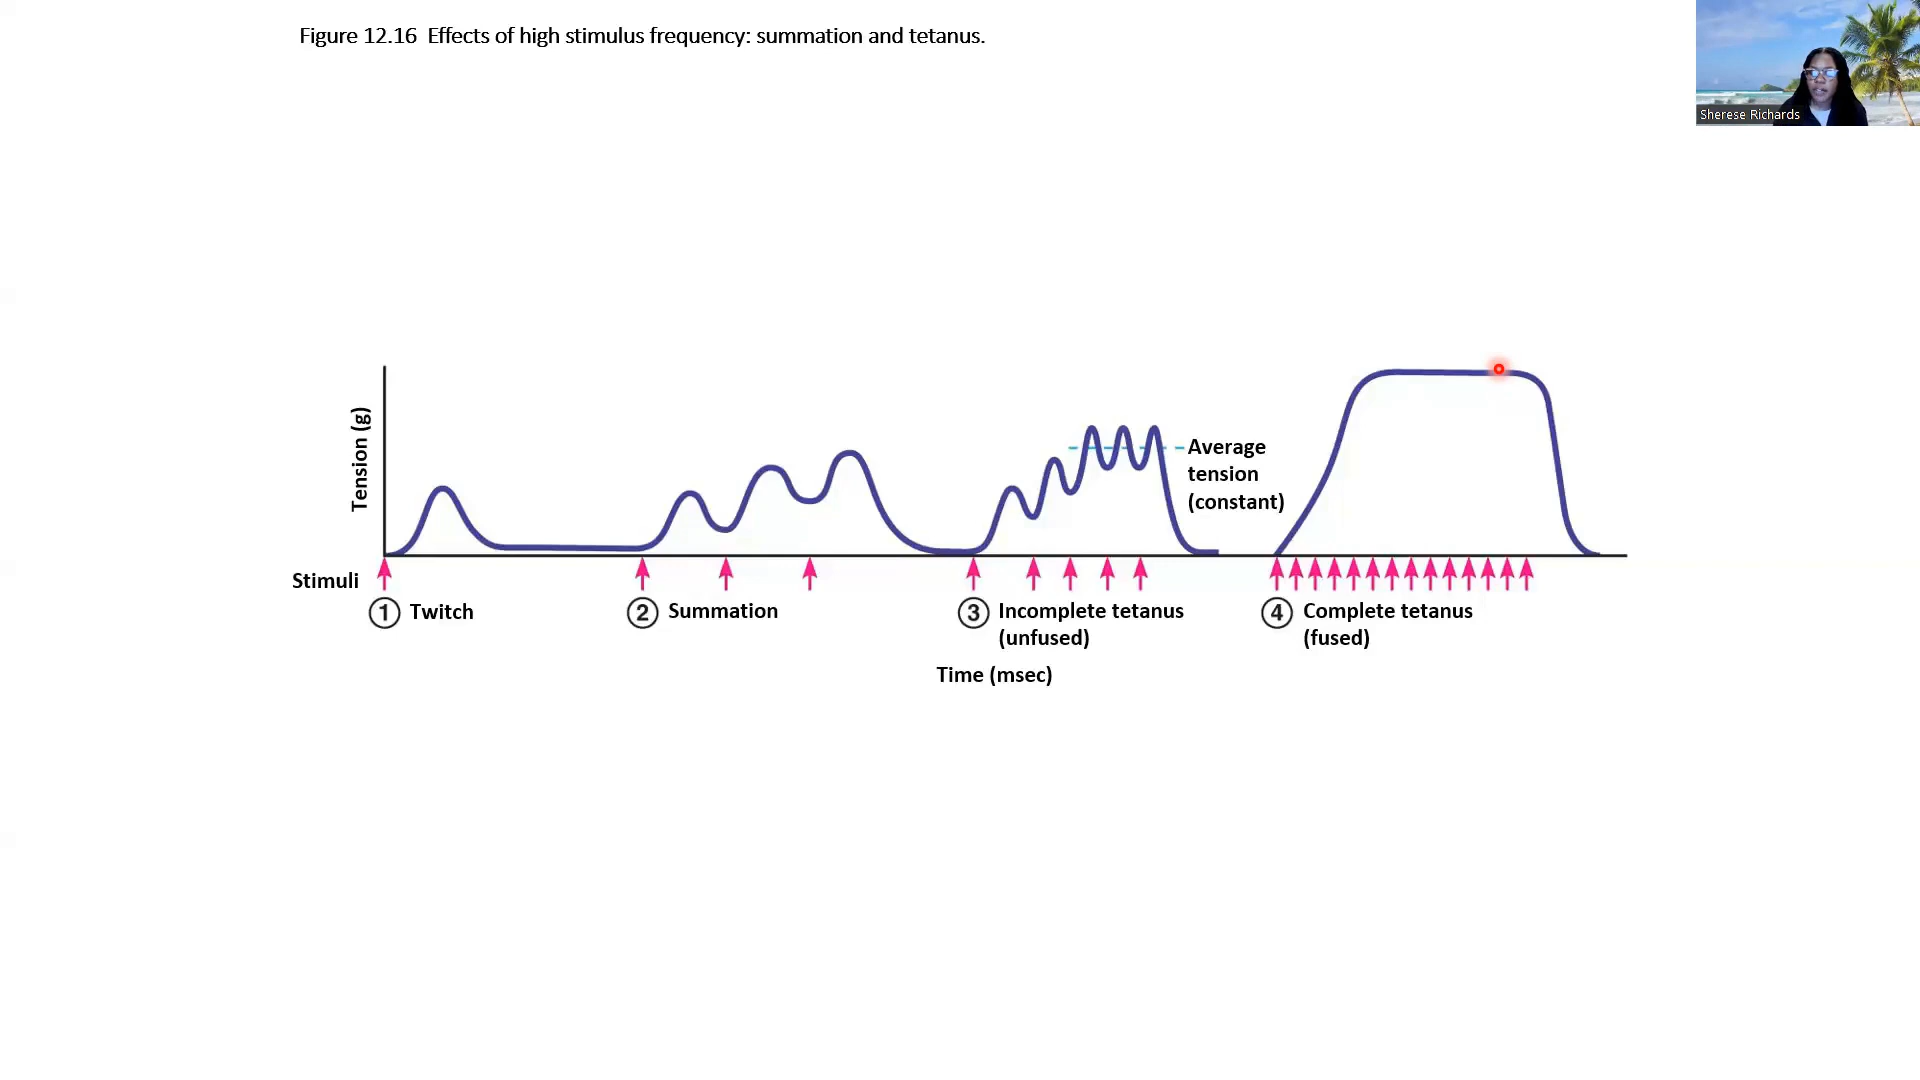 Figure 12.16  Effects of high stimulus frequency: summation and tetanus.
Sherese Richards
Tension (g)
Average
tension
(constant)
Stimuli
1 Twitch
2 Summation
3 Incomplete tetanus
(unfused)
4 Complete tetanus
(fused)
Time (msec)